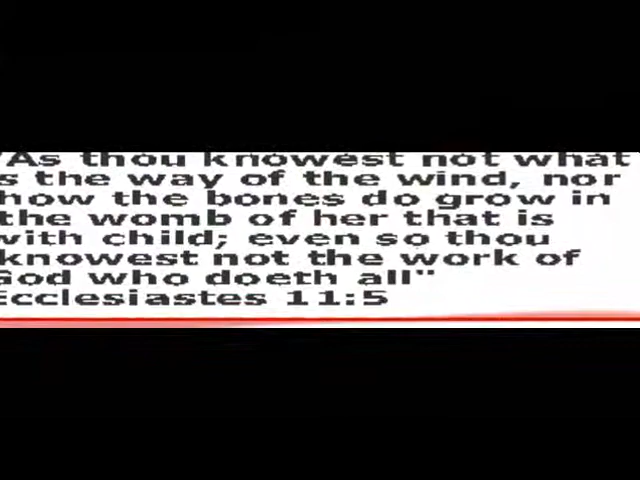 "As thou knowest not what
is the way of the wind, nor
how the bones do grow in
the womb of her that is
with child; even so thou
knowest not the work of
God who doeth all"
Ecclesiastes 11:5